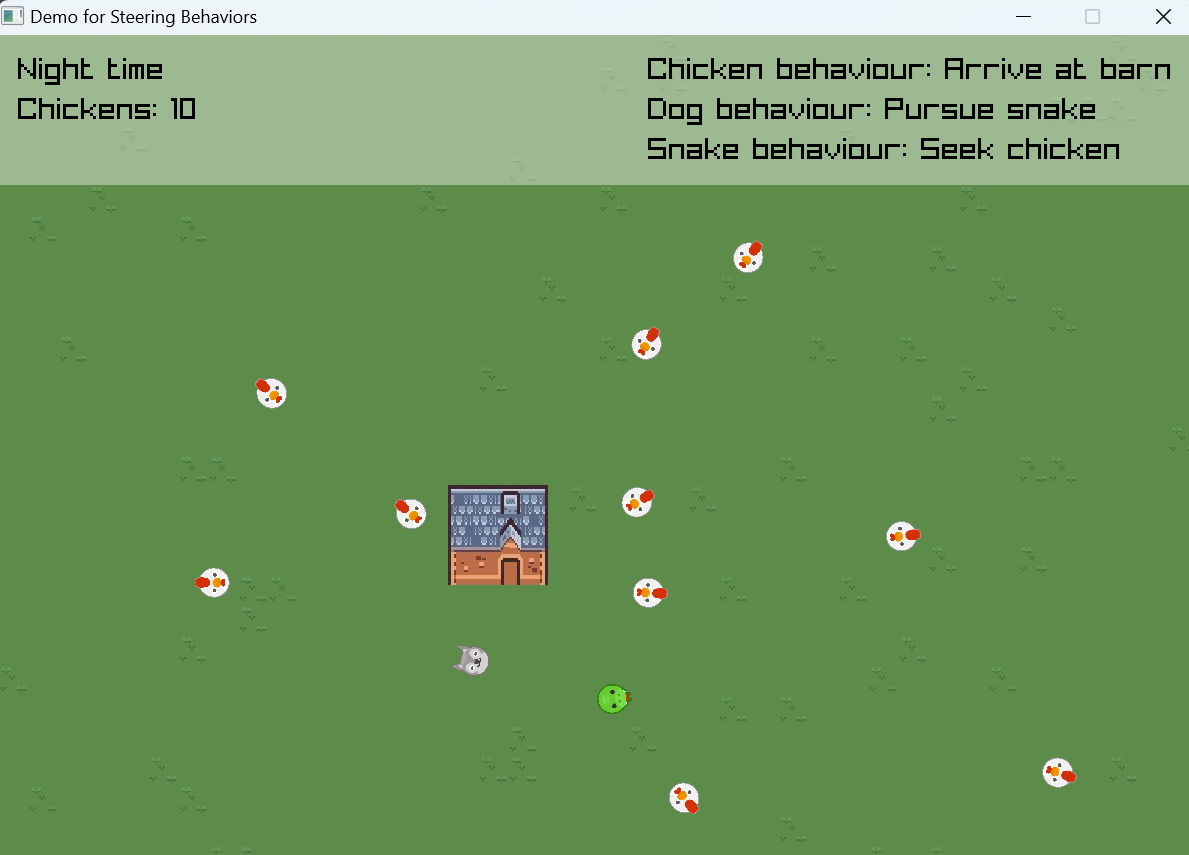 Demo for Steering Behaviors
Night time
Chickens: 10
Chicken behaviour: Arrive at barn
Dog behaviour: Pursue snake
Snake behaviour: Seek chicken